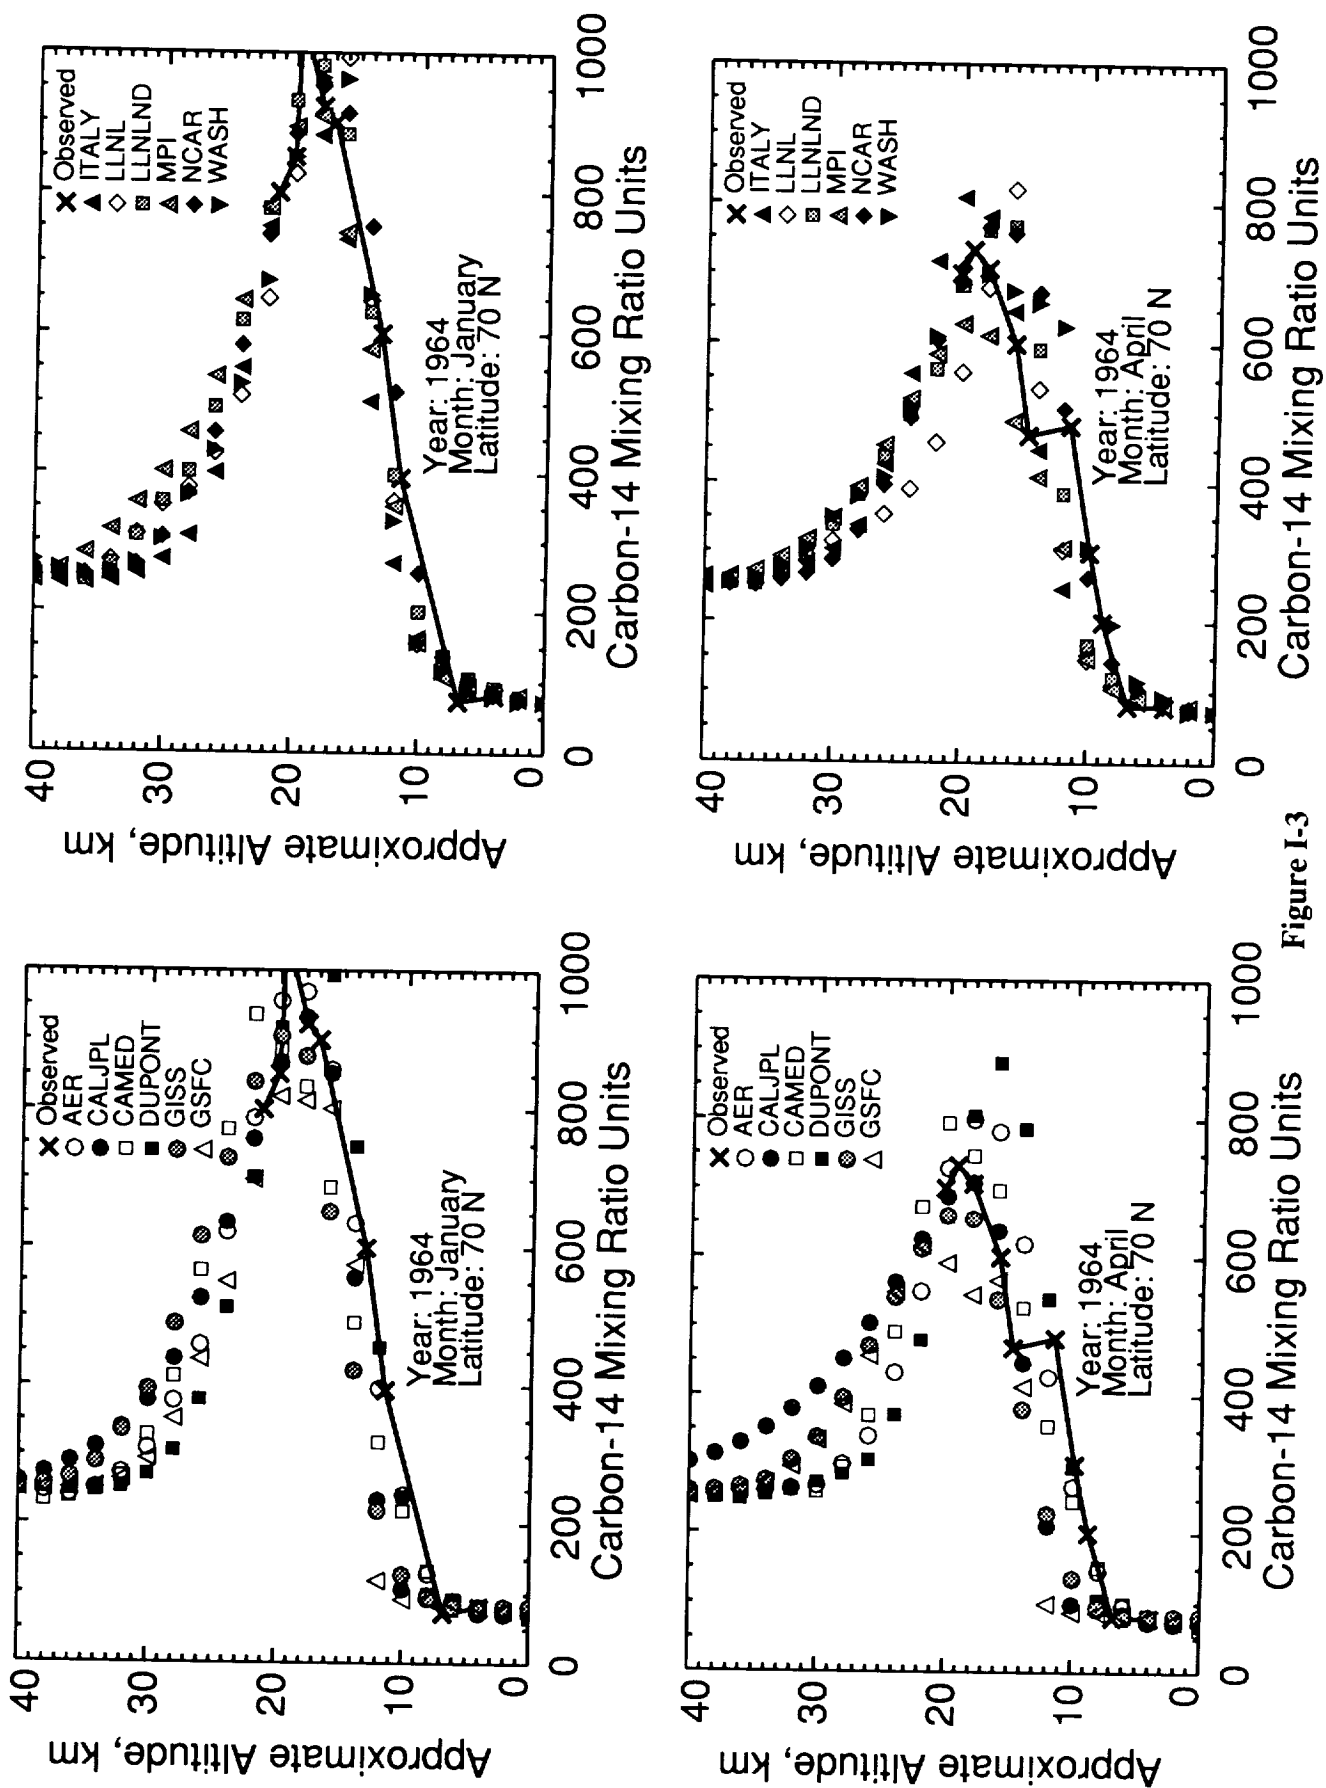 Approximate Altitude, km
40
30
20
10
0
Observed
AER
CALJPL
CAMED
DUPONT
GISS
GSFC
Year: 1964
Month: January
Latitude: 70 N
0 200 400 600 800 1000
Carbon-14 Mixing Ratio Units
Approximate Altitude, km
40
30
20
10
0
Observed
ITALY
LLNL
LLNLND
MPI
NCAR
WASH
Year: 1964
Month: January
Latitude: 70 N
0 200 400 600 800 1000
Carbon-14 Mixing Ratio Units
Approximate Altitude, km
40
30
20
10
0
Observed
AER
CALJPL
CAMED
DUPONT
GISS
GSFC
Year: 1964
Month: April
Latitude: 70 N
0 200 400 600 800 1000
Carbon-14 Mixing Ratio Units
Approximate Altitude, km
40
30
20
10
0
Observed
ITALY
LLNL
LLNLND
MPI
NCAR
WASH
Year: 1964
Month: April
Latitude: 70 N
0 200 400 600 800 1000
Carbon-14 Mixing Ratio Units
Figure I-3